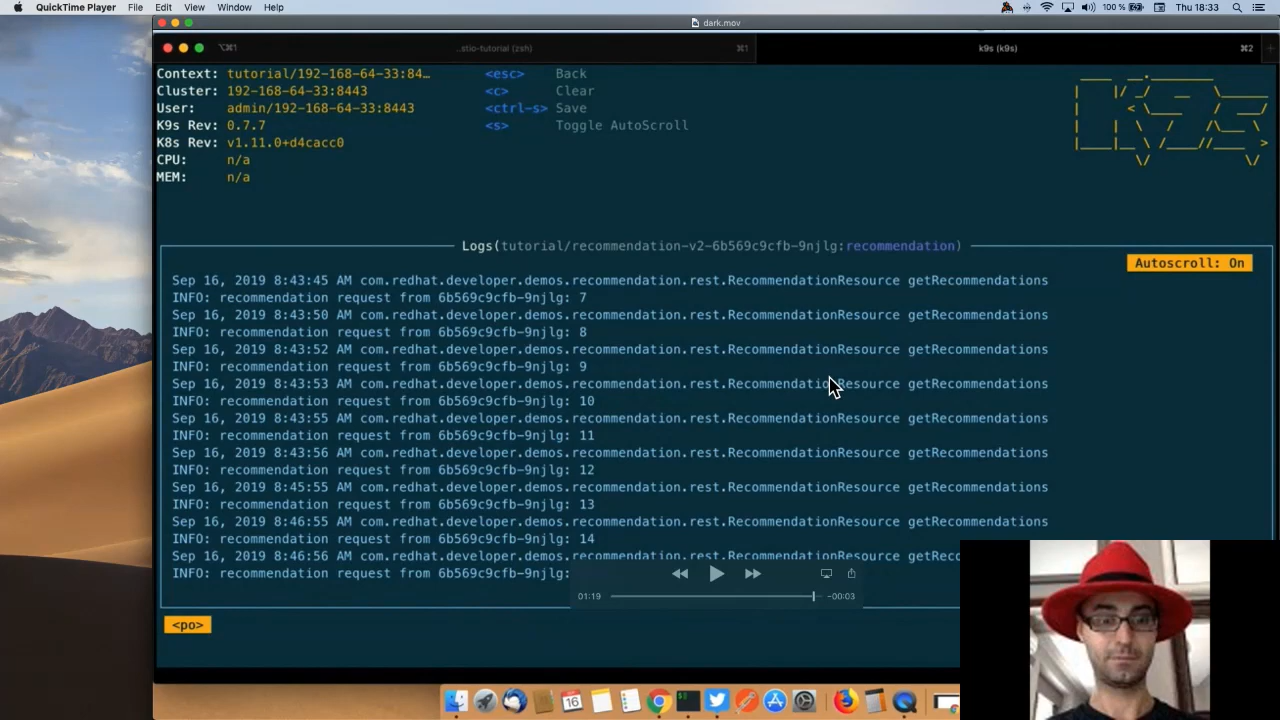 QuickTime Player File Edit View Window Help 100 % Thu 18:33
dark.mov
⌥⌘1 ..stio-tutorial (zsh) ⌘1 k9s (k9s) ⌘2
Context: tutorial/192-168-64-33:84… <esc> Back
Cluster: 192-168-64-33:8443 <c> Clear
User: admin/192-168-64-33:8443 <ctrl-s> Save
K9s Rev: 0.7.7 <s> Toggle AutoScroll
K8s Rev: v1.11.0+d4cacc0
CPU: n/a
MEM: n/a
Logs(tutorial/recommendation-v2-6b569c9cfb-9njlg:recommendation)
Autoscroll: On
Sep 16, 2019 8:43:45 AM com.redhat.developer.demos.recommendation.rest.RecommendationResource getRecommendations
INFO: recommendation request from 6b569c9cfb-9njlg: 7
Sep 16, 2019 8:43:50 AM com.redhat.developer.demos.recommendation.rest.RecommendationResource getRecommendations
INFO: recommendation request from 6b569c9cfb-9njlg: 8
Sep 16, 2019 8:43:52 AM com.redhat.developer.demos.recommendation.rest.RecommendationResource getRecommendations
INFO: recommendation request from 6b569c9cfb-9njlg: 9
Sep 16, 2019 8:43:53 AM com.redhat.developer.demos.recommendation.rest.RecommendationResource getRecommendations
INFO: recommendation request from 6b569c9cfb-9njlg: 10
Sep 16, 2019 8:43:55 AM com.redhat.developer.demos.recommendation.rest.RecommendationResource getRecommendations
INFO: recommendation request from 6b569c9cfb-9njlg: 11
Sep 16, 2019 8:43:56 AM com.redhat.developer.demos.recommendation.rest.RecommendationResource getRecommendations
INFO: recommendation request from 6b569c9cfb-9njlg: 12
Sep 16, 2019 8:45:55 AM com.redhat.developer.demos.recommendation.rest.RecommendationResource getRecommendations
INFO: recommendation request from 6b569c9cfb-9njlg: 13
Sep 16, 2019 8:46:55 AM com.redhat.developer.demos.recommendation.rest.RecommendationResource getRecommendations
INFO: recommendation request from 6b569c9cfb-9njlg: 14
Sep 16, 2019 8:46:56 AM com.redhat.developer.demos.recommendation.rest.RecommendationResource getRec
INFO: recommendation request from 6b569c9cfb-9njlg:
01:19 -00:03
<po>
16